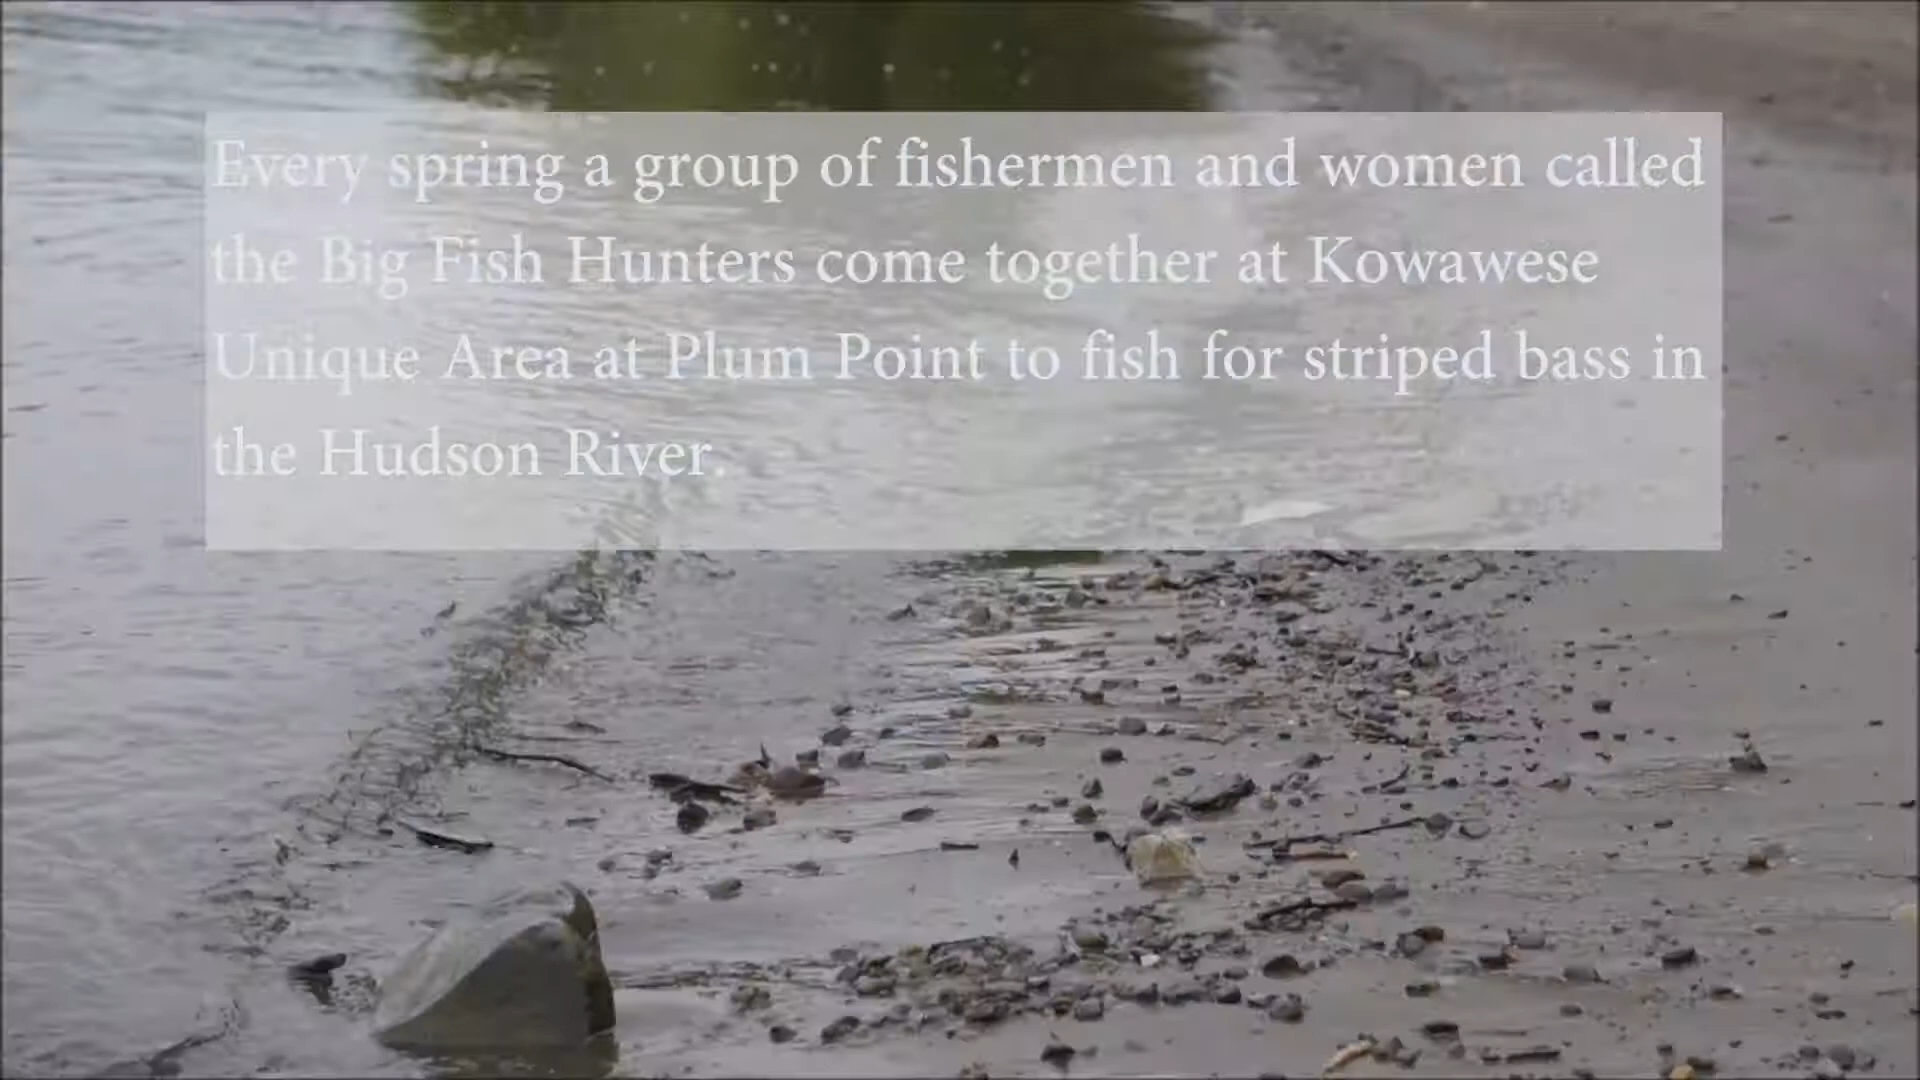 Every spring a group of fishermen and women called
the Big Fish Hunters come together at Kowawese
Unique Area at Plum Point to fish for striped bass in
the Hudson River.